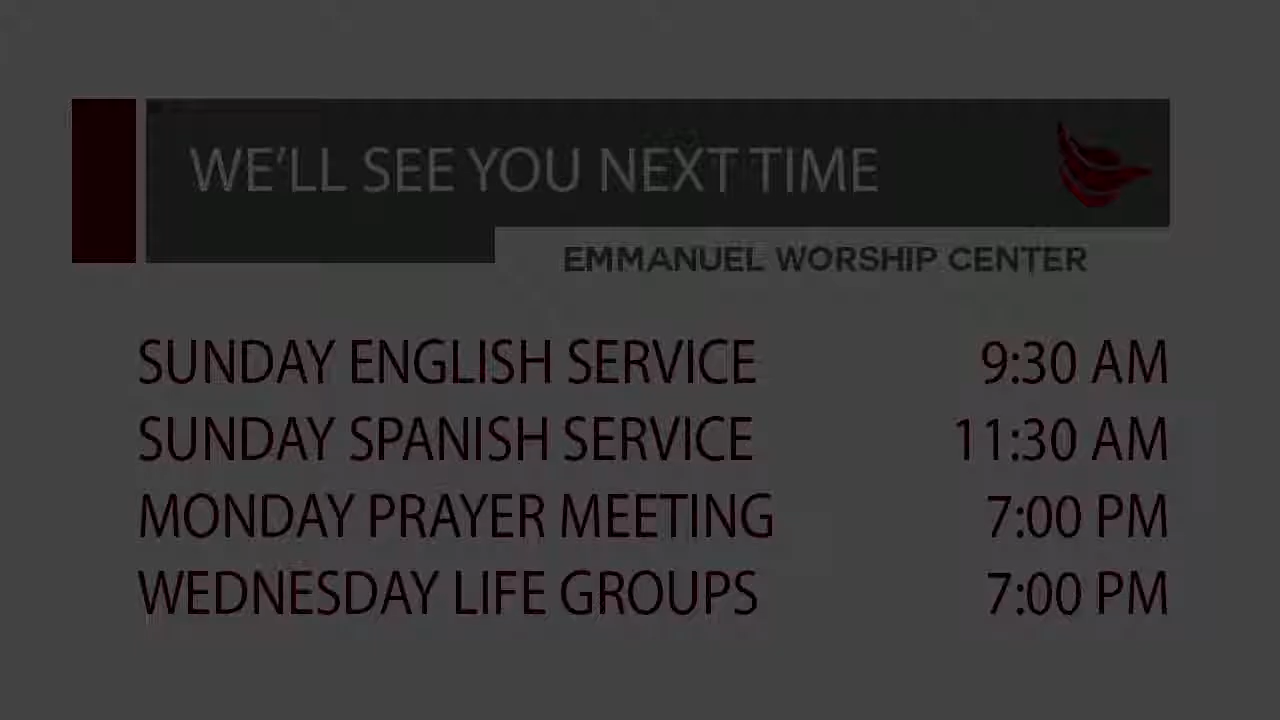 WE'LL SEE YOU NEXT TIME
EMMANUEL WORSHIP CENTER
SUNDAY ENGLISH SERVICE 9:30 AM
SUNDAY SPANISH SERVICE 11:30 AM
MONDAY PRAYER MEETING 7:00 PM
WEDNESDAY LIFE GROUPS 7:00 PM